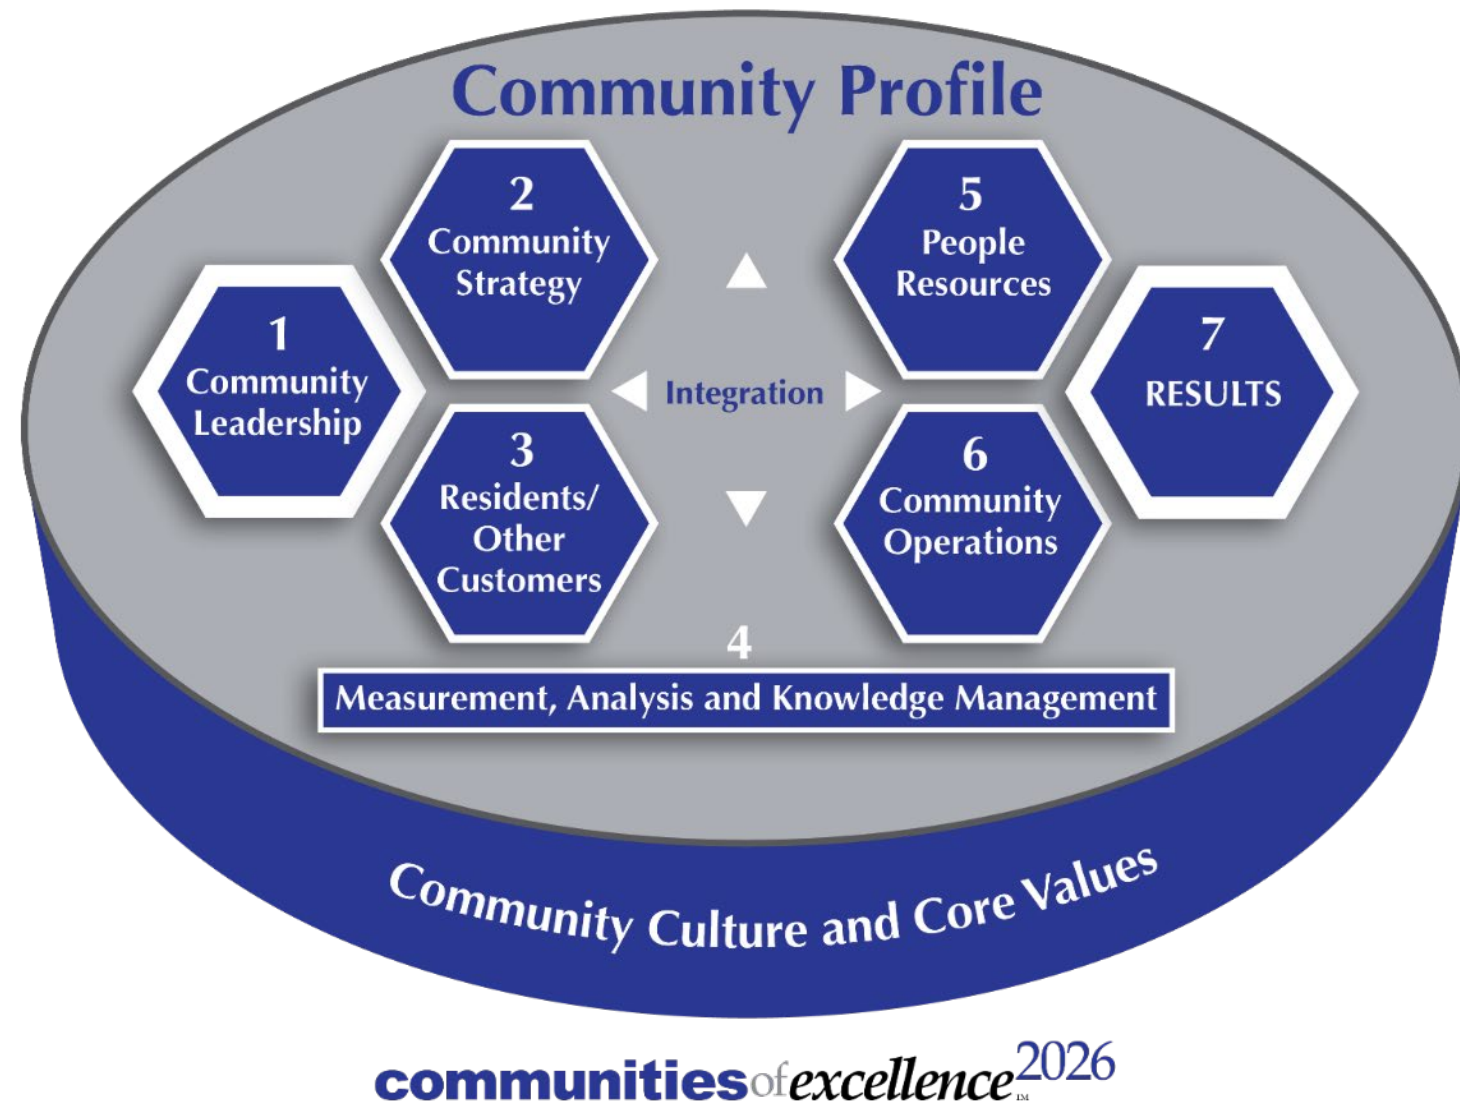 Community Profile
1
Community
Leadership
2
Community
Strategy
3
Residents/
Other
Customers
Integration
5
People
Resources
6
Community
Operations
7
RESULTS
4
Measurement, Analysis and Knowledge Management
Community Culture and Core Values
communitiesofexcellence2026
TM